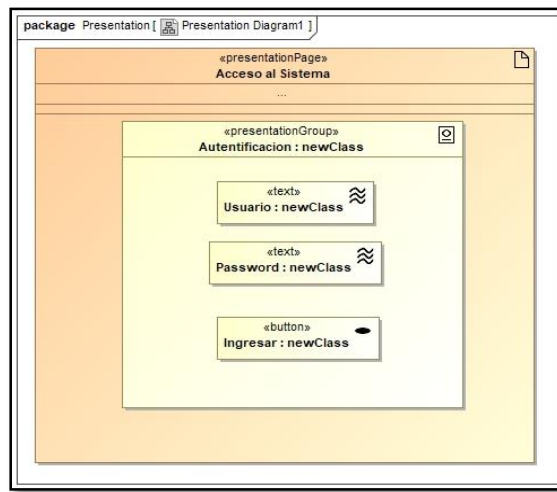 package Presentation [ Presentation Diagram1 ]
«presentationPage»
Acceso al Sistema
...
«presentationGroup»
Autentificacion : newClass
«text»
Usuario : newClass
«text»
Password : newClass
«button»
Ingresar : newClass